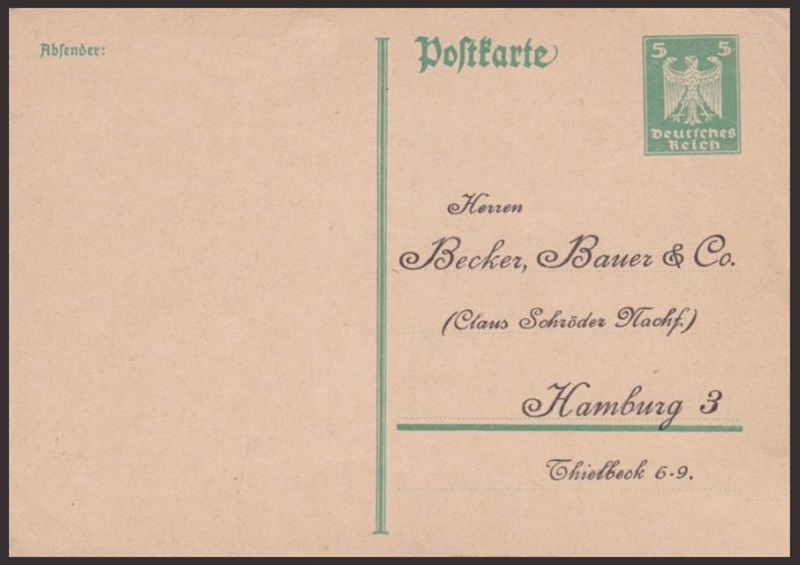 Absender:
Postkarte
5 5
Deutsches
Reich
Herren
Becker, Bauer & Co.
(Claus Schröder Nachf.)
Hamburg 3
Thielbeck 6-9.